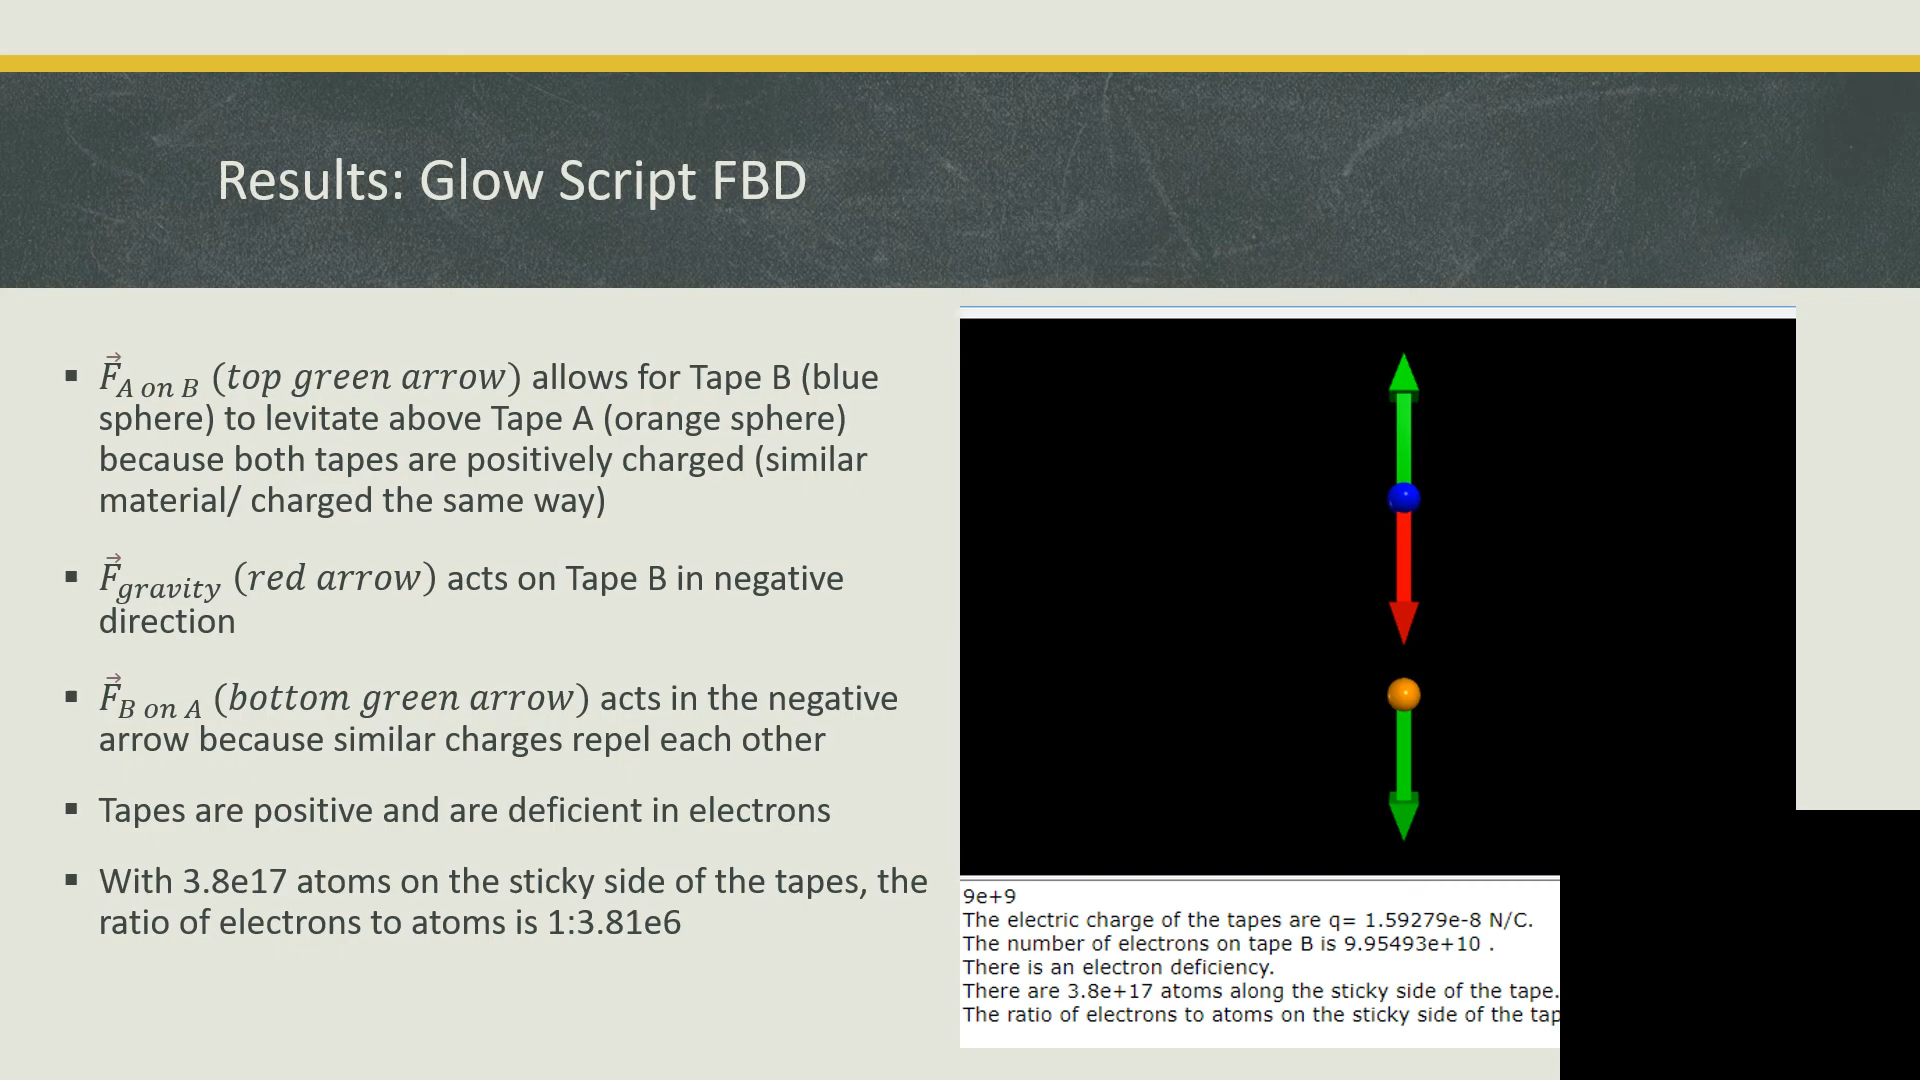 Results: Glow Script FBD
▪ F⃗_A on B (top green arrow) allows for Tape B (blue
sphere) to levitate above Tape A (orange sphere)
because both tapes are positively charged (similar
material/ charged the same way)
▪ F⃗_gravity (red arrow) acts on Tape B in negative
direction
▪ F⃗_B on A (bottom green arrow) acts in the negative
arrow because similar charges repel each other
▪ Tapes are positive and are deficient in electrons
▪ With 3.8e17 atoms on the sticky side of the tapes, the
ratio of electrons to atoms is 1:3.81e6
9e+9
The electric charge of the tapes are q= 1.59279e-8 N/C.
The number of electrons on tape B is 9.95493e+10 .
There is an electron deficiency.
There are 3.8e+17 atoms along the sticky side of the tape.
The ratio of electrons to atoms on the sticky side of the tap